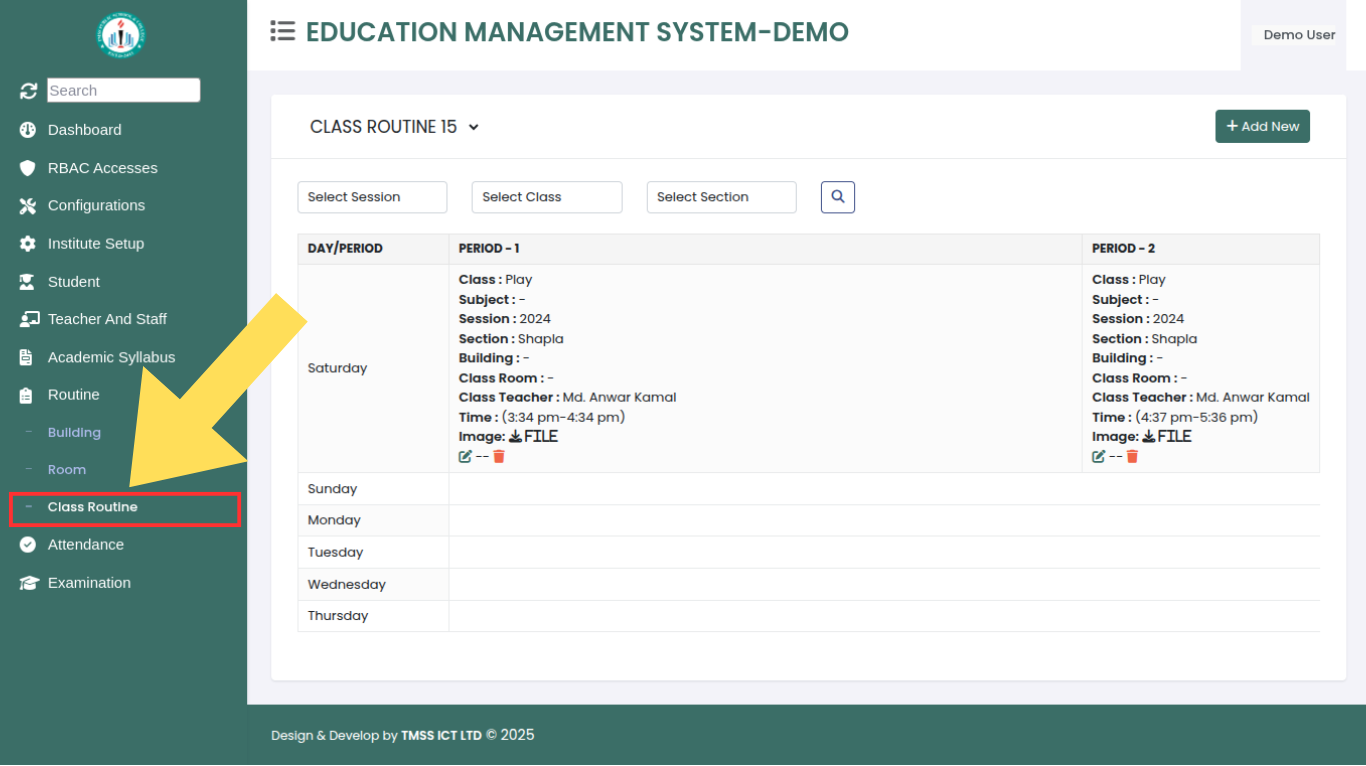 EDUCATION MANAGEMENT SYSTEM-DEMO
Demo User
Search
Dashboard
RBAC Accesses
Configurations
Institute Setup
Student
Teacher And Staff
Academic Syllabus
Routine
Building
Room
Class Routine
Attendance
Examination
CLASS ROUTINE 15
+ Add New
Select Session
Select Class
Select Section
DAY/PERIOD
PERIOD - 1
PERIOD - 2
Saturday
Class : Play
Subject : -
Session : 2024
Section : Shapla
Building : -
Class Room : -
Class Teacher : Md. Anwar Kamal
Time : (3:34 pm-4:34 pm)
Image: FILE
--
Class : Play
Subject : -
Session : 2024
Section : Shapla
Building : -
Class Room : -
Class Teacher : Md. Anwar Kamal
Time : (4:37 pm-5:36 pm)
Image: FILE
--
Sunday
Monday
Tuesday
Wednesday
Thursday
Design & Develop by TMSS ICT LTD © 2025